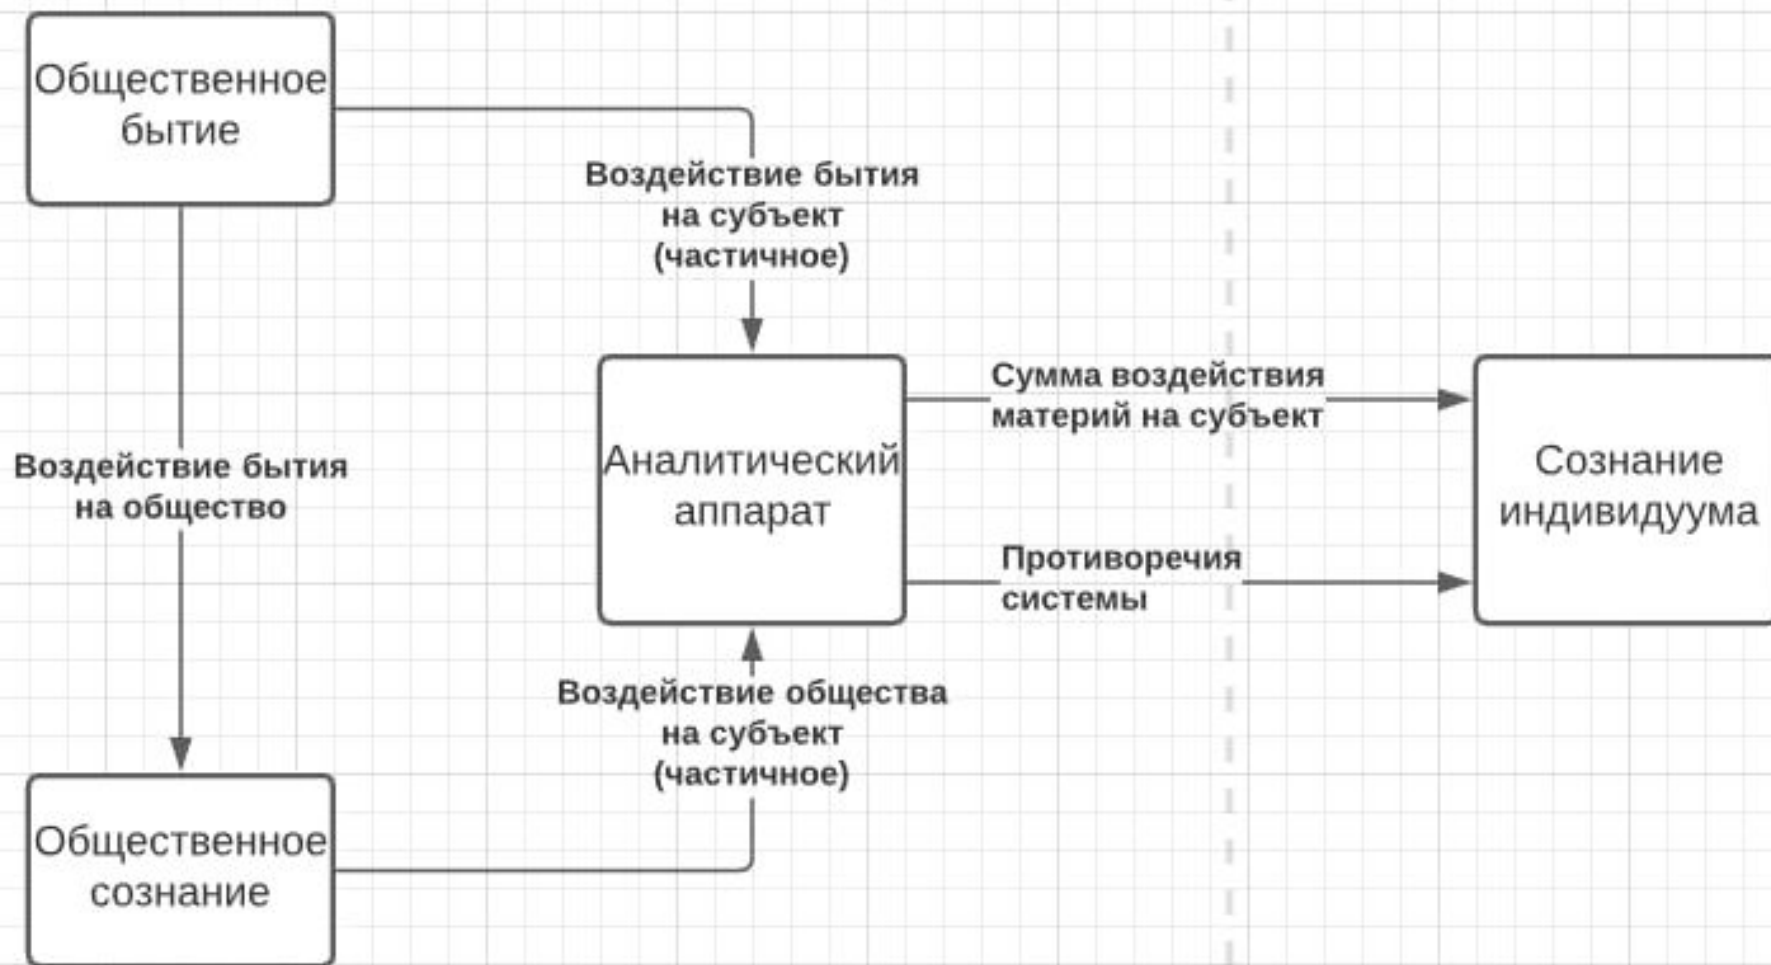 Общественное
бытие
Воздействие бытия
на субъект
(частичное)
Сумма воздействия
материй на субъект
Аналитический
аппарат
Сознание
индивидуума
Воздействие бытия
на общество
Противоречия
системы
Воздействие общества
на субъект
(частичное)
Общественное
сознание